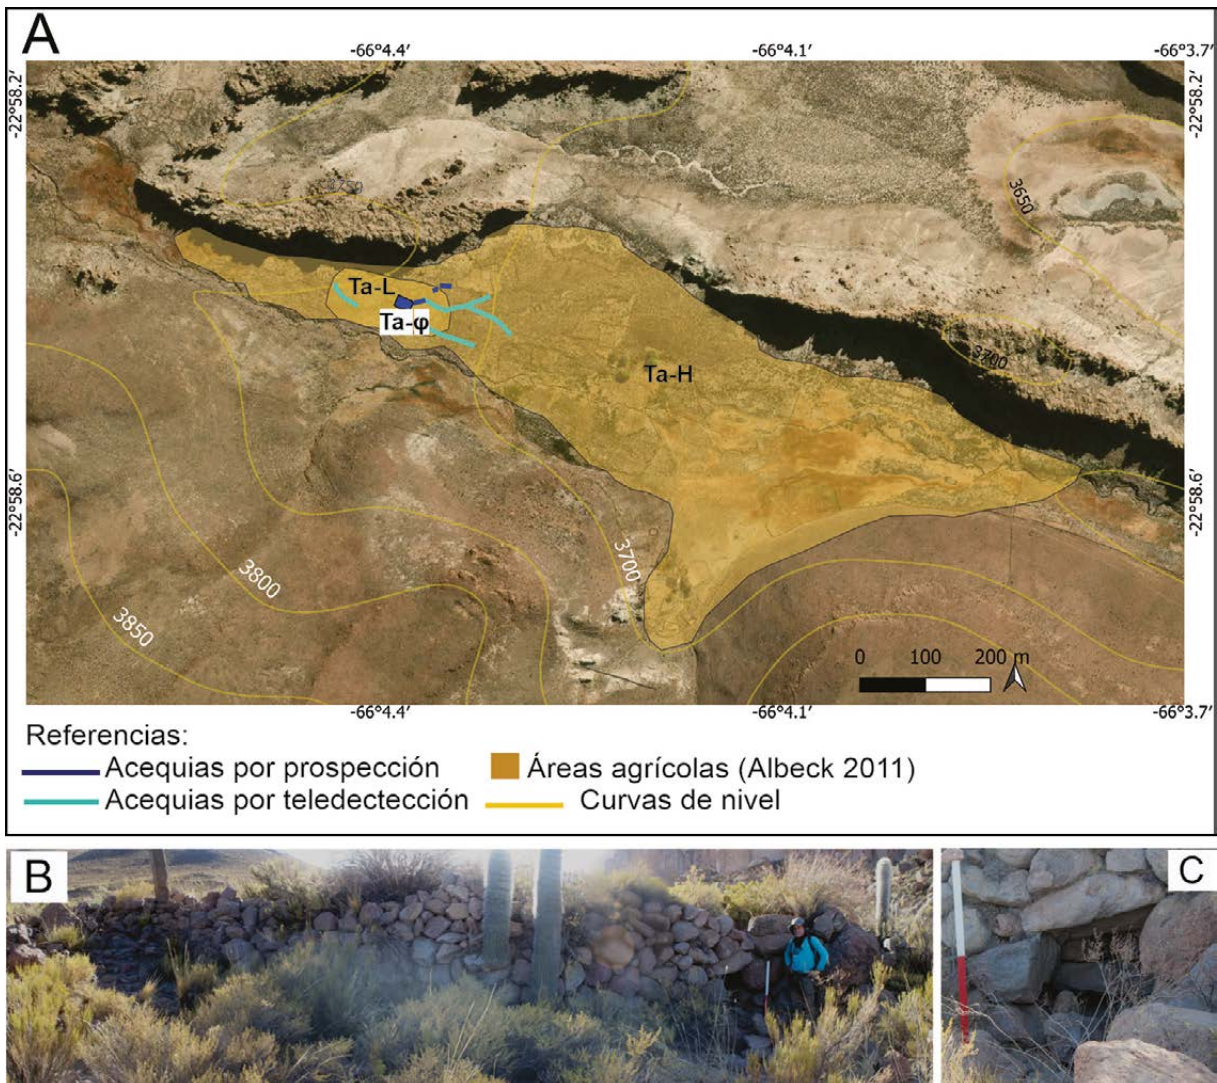 A
-66°4.4′ -66°4.1′ -66°3.7′
-22°58.2′ -22°58.2′
3750
3650
Ta-L
Ta-φ
3700
Ta-H
-22°58.6′ -22°58.6′
3700
3800
3850
0 100 200 m
-66°4.4′ -66°4.1′ -66°3.7′
Referencias:
Acequias por prospección Áreas agrícolas (Albeck 2011)
Acequias por teledectección Curvas de nivel
B C